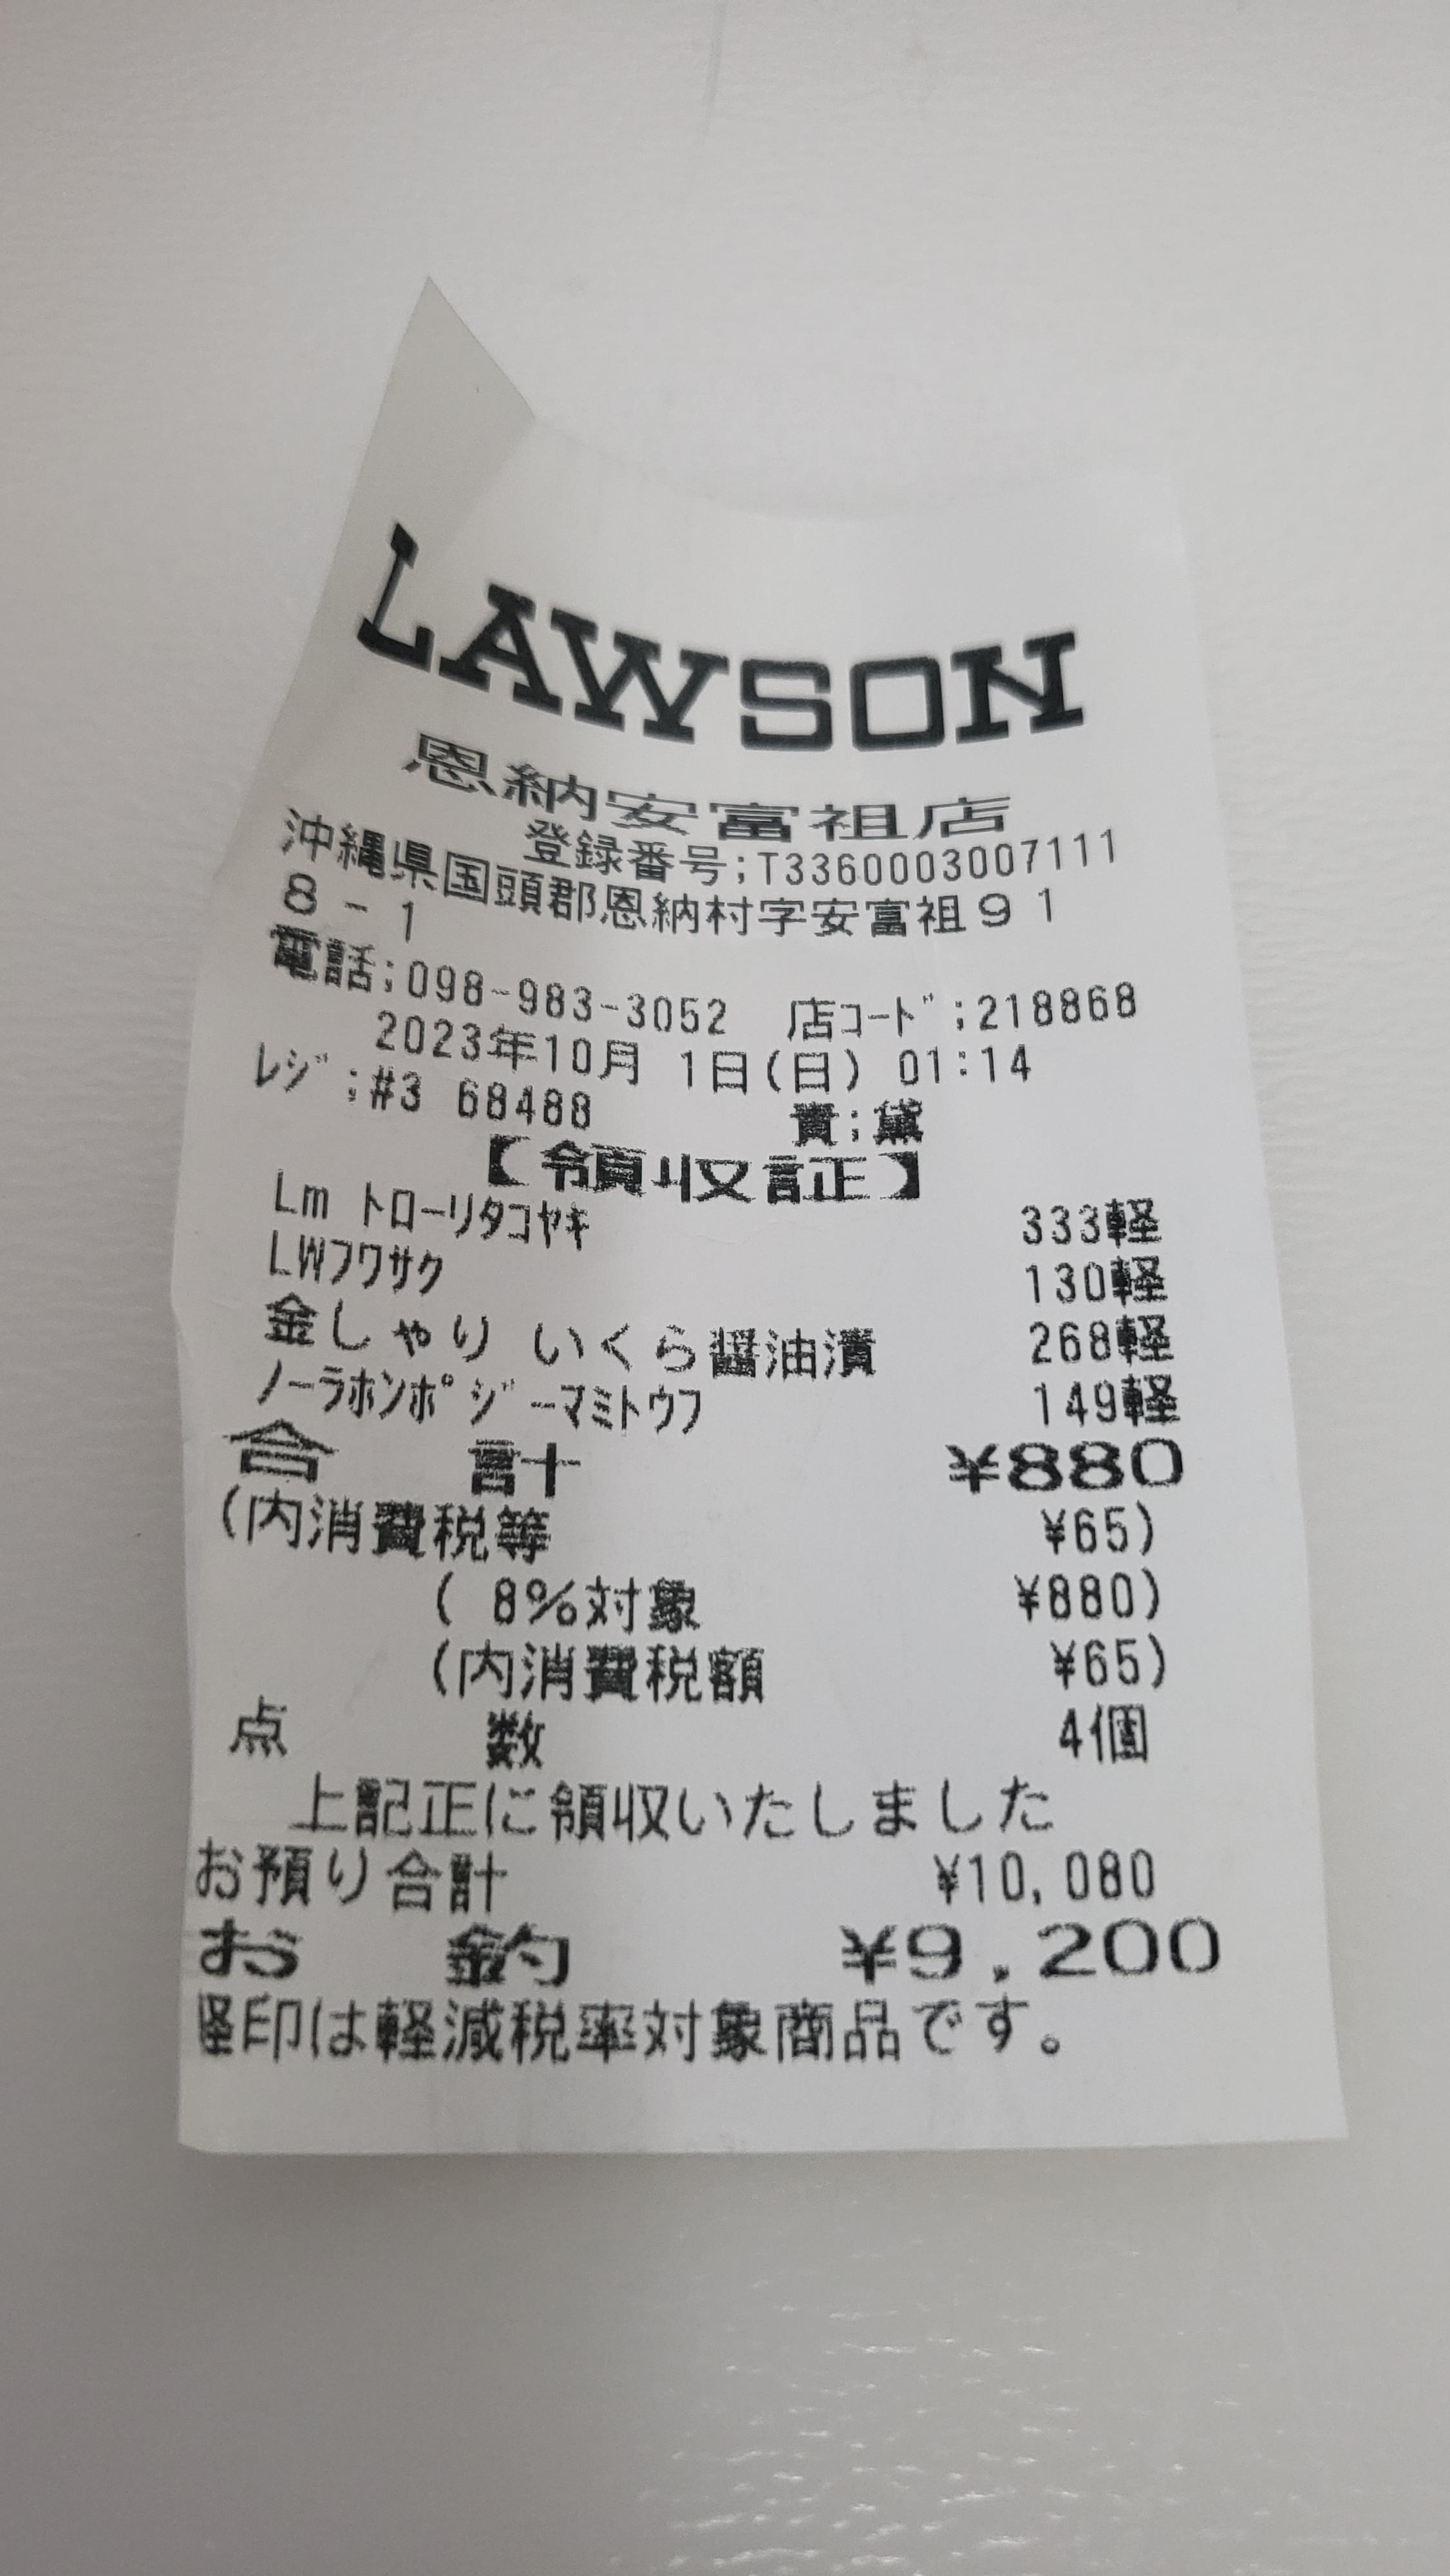 LAWSON
恩納安富祖店
登録番号;T3360003007111
沖縄県国頭郡恩納村字安富祖91
8-1
電話;098-983-3052 店コード;218868
2023年10月 1日(日) 01:14
レジ;#3 68488 責;黛
【領収証】
Lm トローリタコヤキ 333軽
LWフワサク 130軽
金しゃり いくら醤油漬 268軽
ノーラホンポ ジーマミトウフ 149軽
合 計 ¥880
(内消費税等 ¥65)
( 8%対象 ¥880)
(内消費税額 ¥65)
点 数 4個
上記正に領収いたしました
お預り合計 ¥10,080
お 釣 ¥9,200
軽印は軽減税率対象商品です。